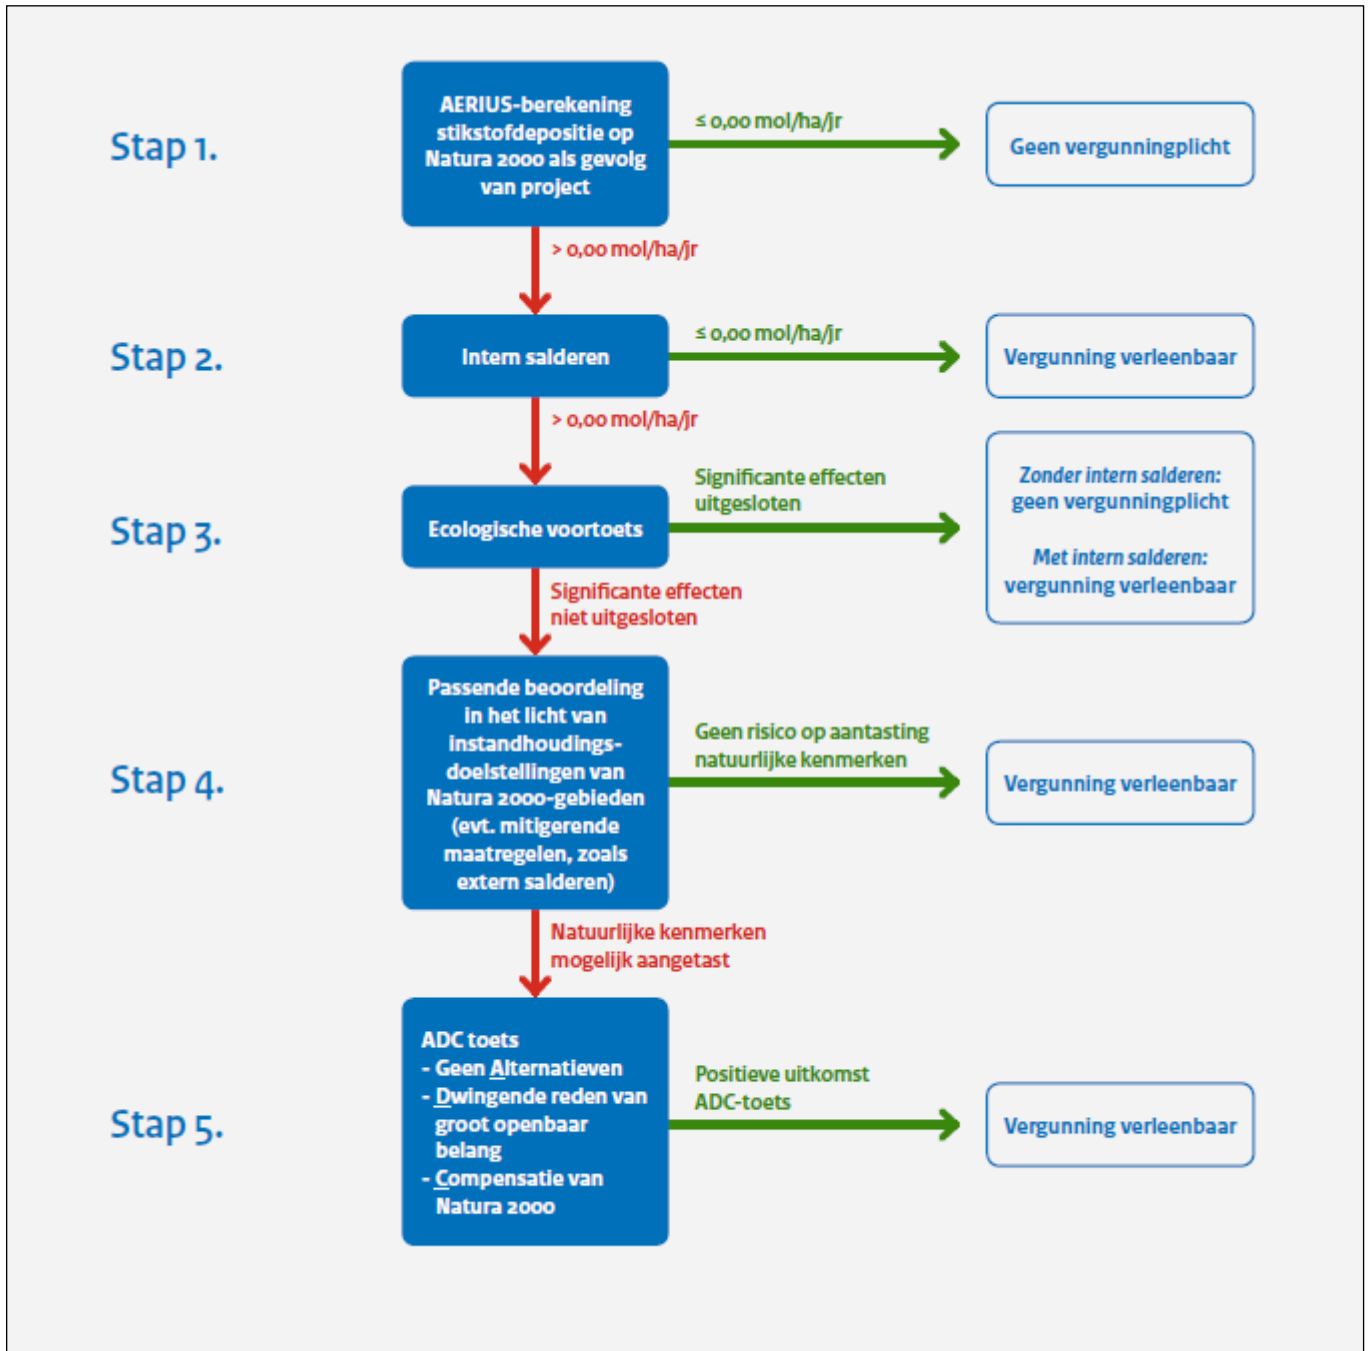 Stap 1.
AERIUS-berekening
stikstofdepositie op
Natura 2000 als gevolg
van project
≤ 0,00 mol/ha/jr
Geen vergunningplicht
> 0,00 mol/ha/jr
Stap 2.
Intern salderen
≤ 0,00 mol/ha/jr
Vergunning verleenbaar
> 0,00 mol/ha/jr
Stap 3.
Ecologische voortoets
Significante effecten
uitgesloten
Zonder intern salderen:
geen vergunningplicht
Met intern salderen:
vergunning verleenbaar
Significante effecten
niet uitgesloten
Stap 4.
Passende beoordeling
in het licht van
instandhoudings-
doelstellingen van
Natura 2000-gebieden
(evt. mitigerende
maatregelen, zoals
extern salderen)
Geen risico op aantasting
natuurlijke kenmerken
Vergunning verleenbaar
Natuurlijke kenmerken
mogelijk aangetast
Stap 5.
ADC toets
- Geen Alternatieven
- Dwingende reden van
groot openbaar
belang
- Compensatie van
Natura 2000
Positieve uitkomst
ADC-toets
Vergunning verleenbaar